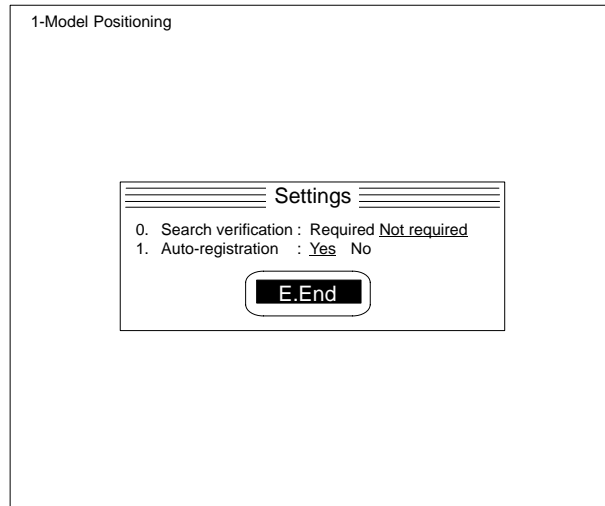 1-Model Positioning
Settings
0. Search verification : Required Not required
1. Auto-registration : Yes No
E.End